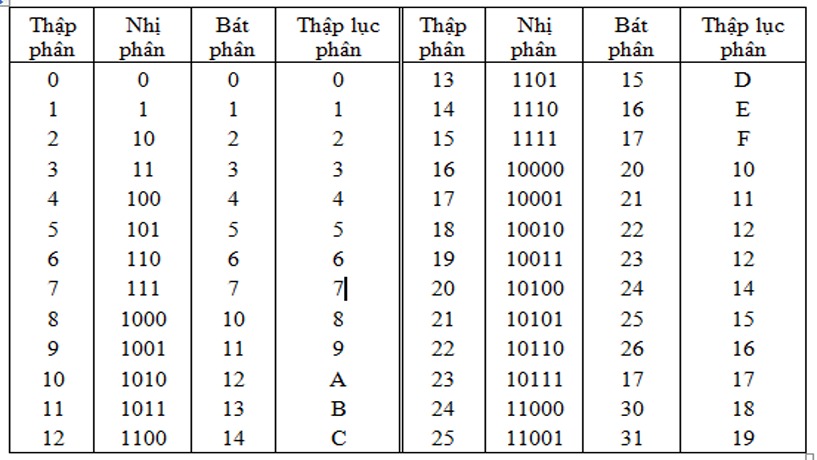 Thập phân Nhị phân Bát phân Thập lục phân Thập phân Nhị phân Bát phân Thập lục phân
0 0 0 0 13 1101 15 D
1 1 1 1 14 1110 16 E
2 10 2 2 15 1111 17 F
3 11 3 3 16 10000 20 10
4 100 4 4 17 10001 21 11
5 101 5 5 18 10010 22 12
6 110 6 6 19 10011 23 12
7 111 7 7 20 10100 24 14
8 1000 10 8 21 10101 25 15
9 1001 11 9 22 10110 26 16
10 1010 12 A 23 10111 17 17
11 1011 13 B 24 11000 30 18
12 1100 14 C 25 11001 31 19